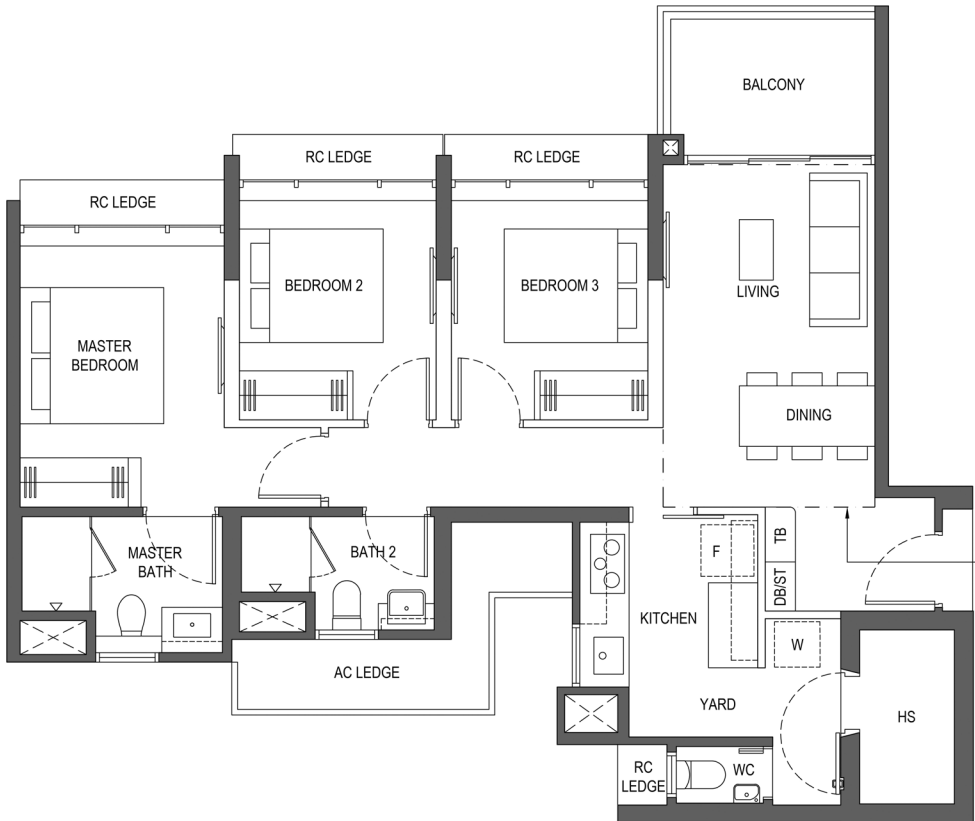 BALCONY
RC LEDGE
RC LEDGE
RC LEDGE
BEDROOM 2
BEDROOM 3
LIVING
MASTER
BEDROOM
DINING
MASTER
BATH
BATH 2
F
TB
DB/ST
KITCHEN
W
AC LEDGE
YARD
HS
RC
LEDGE
WC